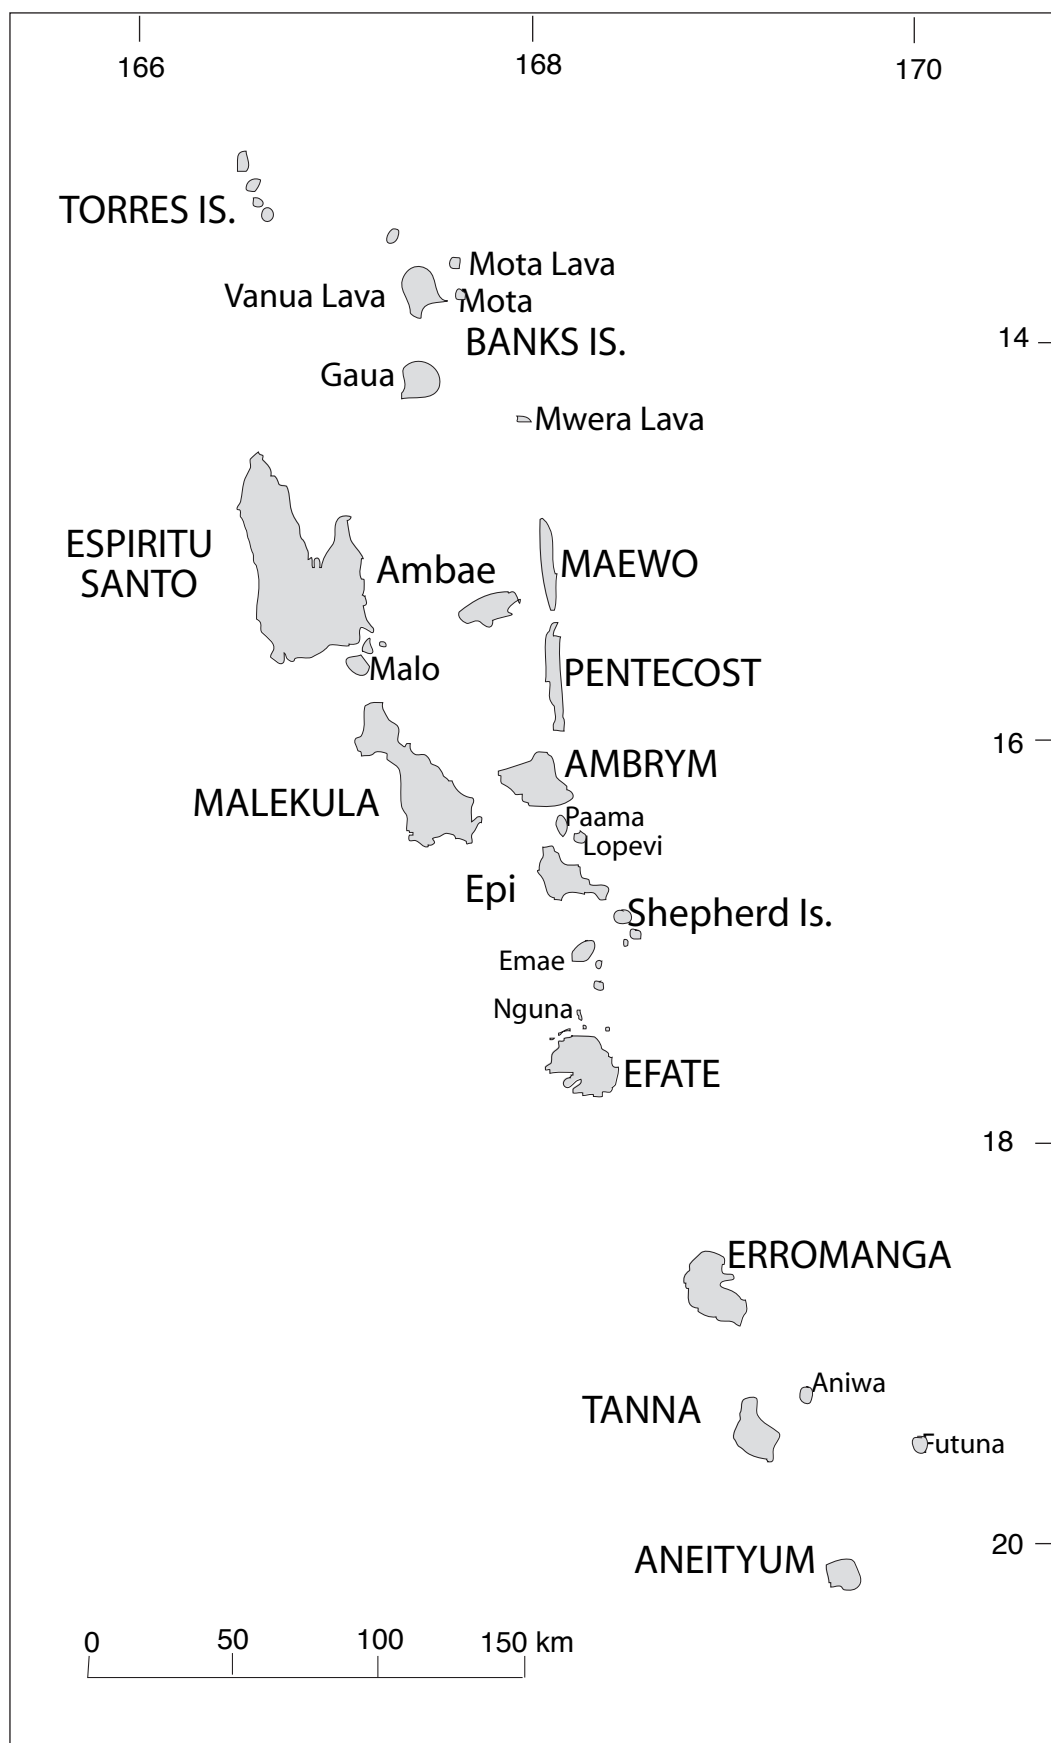 166
168
170
TORRES IS.
Mota Lava
Vanua Lava
Mota
BANKS IS.
14
Gaua
Mwera Lava
ESPIRITU
SANTO
Ambae
MAEWO
Malo
PENTECOST
16
AMBRYM
MALEKULA
Paama
Lopevi
Epi
Shepherd Is.
Emae
Nguna
EFATE
18
ERROMANGA
Aniwa
TANNA
Futuna
20
ANEITYUM
0 50 100 150 km